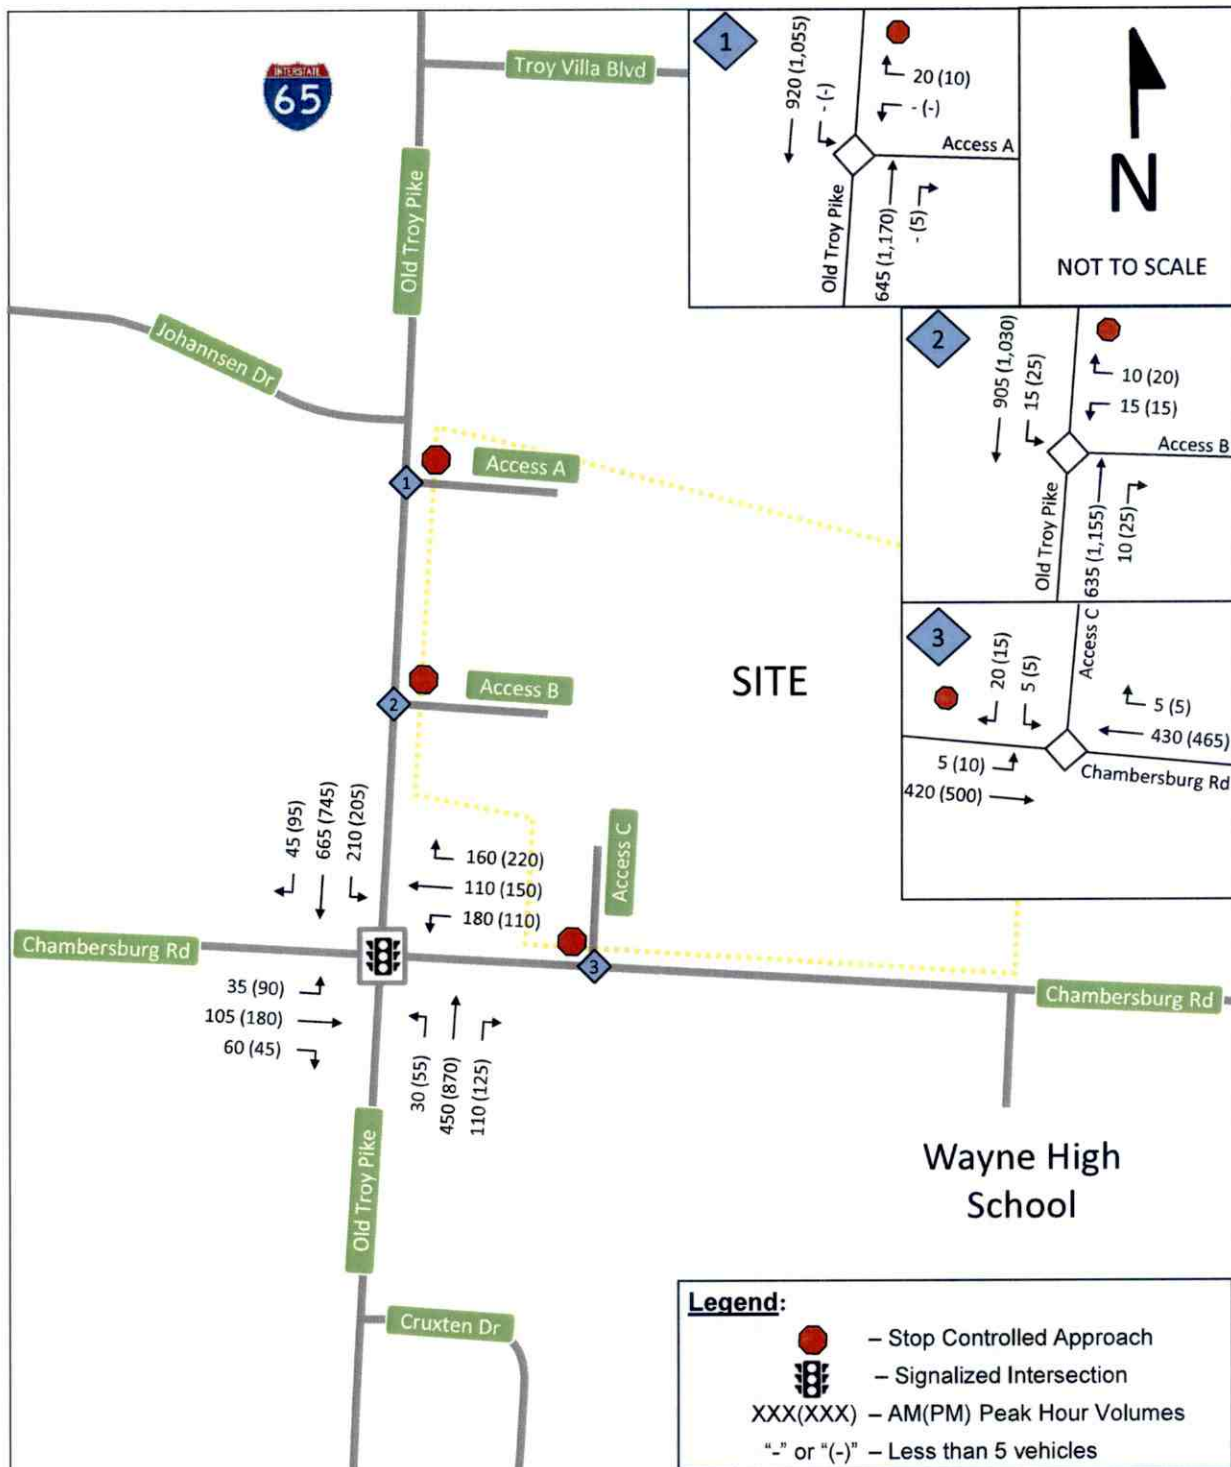 INTERSTATE
65
Troy Villa Blvd
Old Troy Pike
Johannsen Dr
Access A
1
Access B
2
SITE
45 (95)
665 (745)
210 (205)
160 (220)
110 (150)
180 (110)
Access C
3
Chambersburg Rd
Chambersburg Rd
35 (90)
105 (180)
60 (45)
30 (55)
450 (870)
110 (125)
Old Troy Pike
Wayne High
School
Cruxten Dr
1
920 (1,055)
- (-)
20 (10)
- (-)
Access A
Old Troy Pike
645 (1,170)
- (5)
N
NOT TO SCALE
2
905 (1,030)
15 (25)
10 (20)
15 (15)
Access B
Old Troy Pike
635 (1,155)
10 (25)
3
20 (15)
5 (5)
Access C
5 (5)
430 (465)
5 (10)
420 (500)
Chambersburg Rd
Legend:
– Stop Controlled Approach
– Signalized Intersection
XXX(XXX) – AM(PM) Peak Hour Volumes
“-” or “(-)” – Less than 5 vehicles